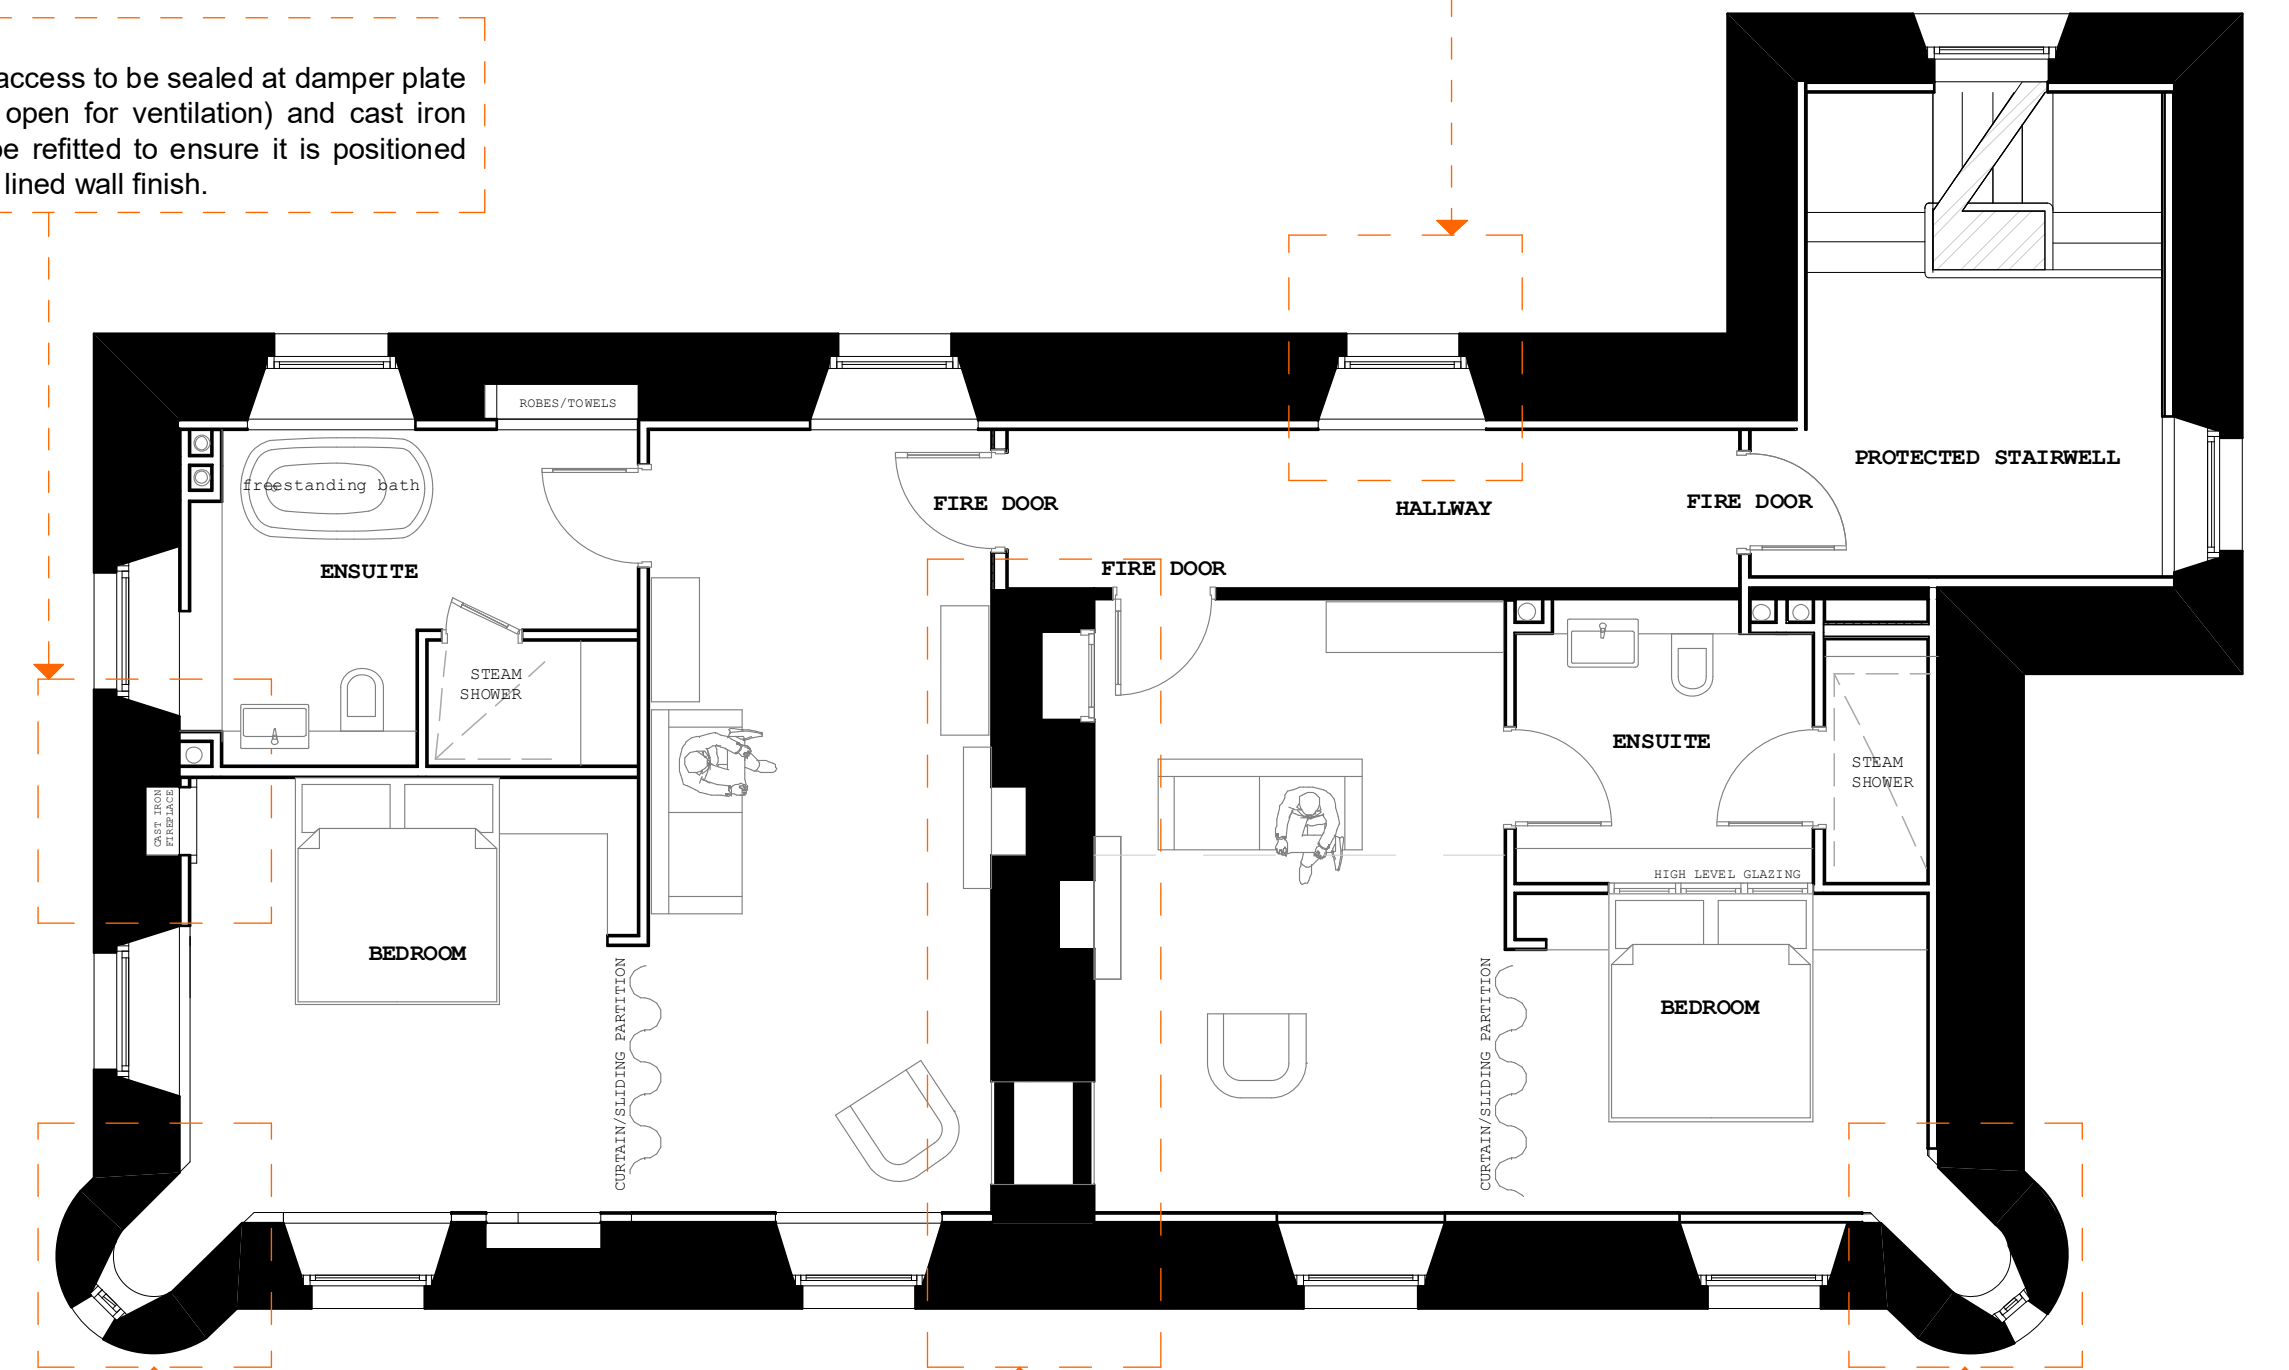 access to be sealed at damper plate
open for ventilation) and cast iron
be refitted to ensure it is positioned
lined wall finish.
ROBES/TOWELS
freestanding bath
ENSUITE
STEAM
SHOWER
FIRE DOOR
HALLWAY
FIRE DOOR
PROTECTED STAIRWELL
FIRE DOOR
ENSUITE
STEAM
SHOWER
CAST IRON
FIREPLACE
HIGH LEVEL GLAZING
BEDROOM
CURTAIN/SLIDING PARTITION
CURTAIN/SLIDING PARTITION
BEDROOM